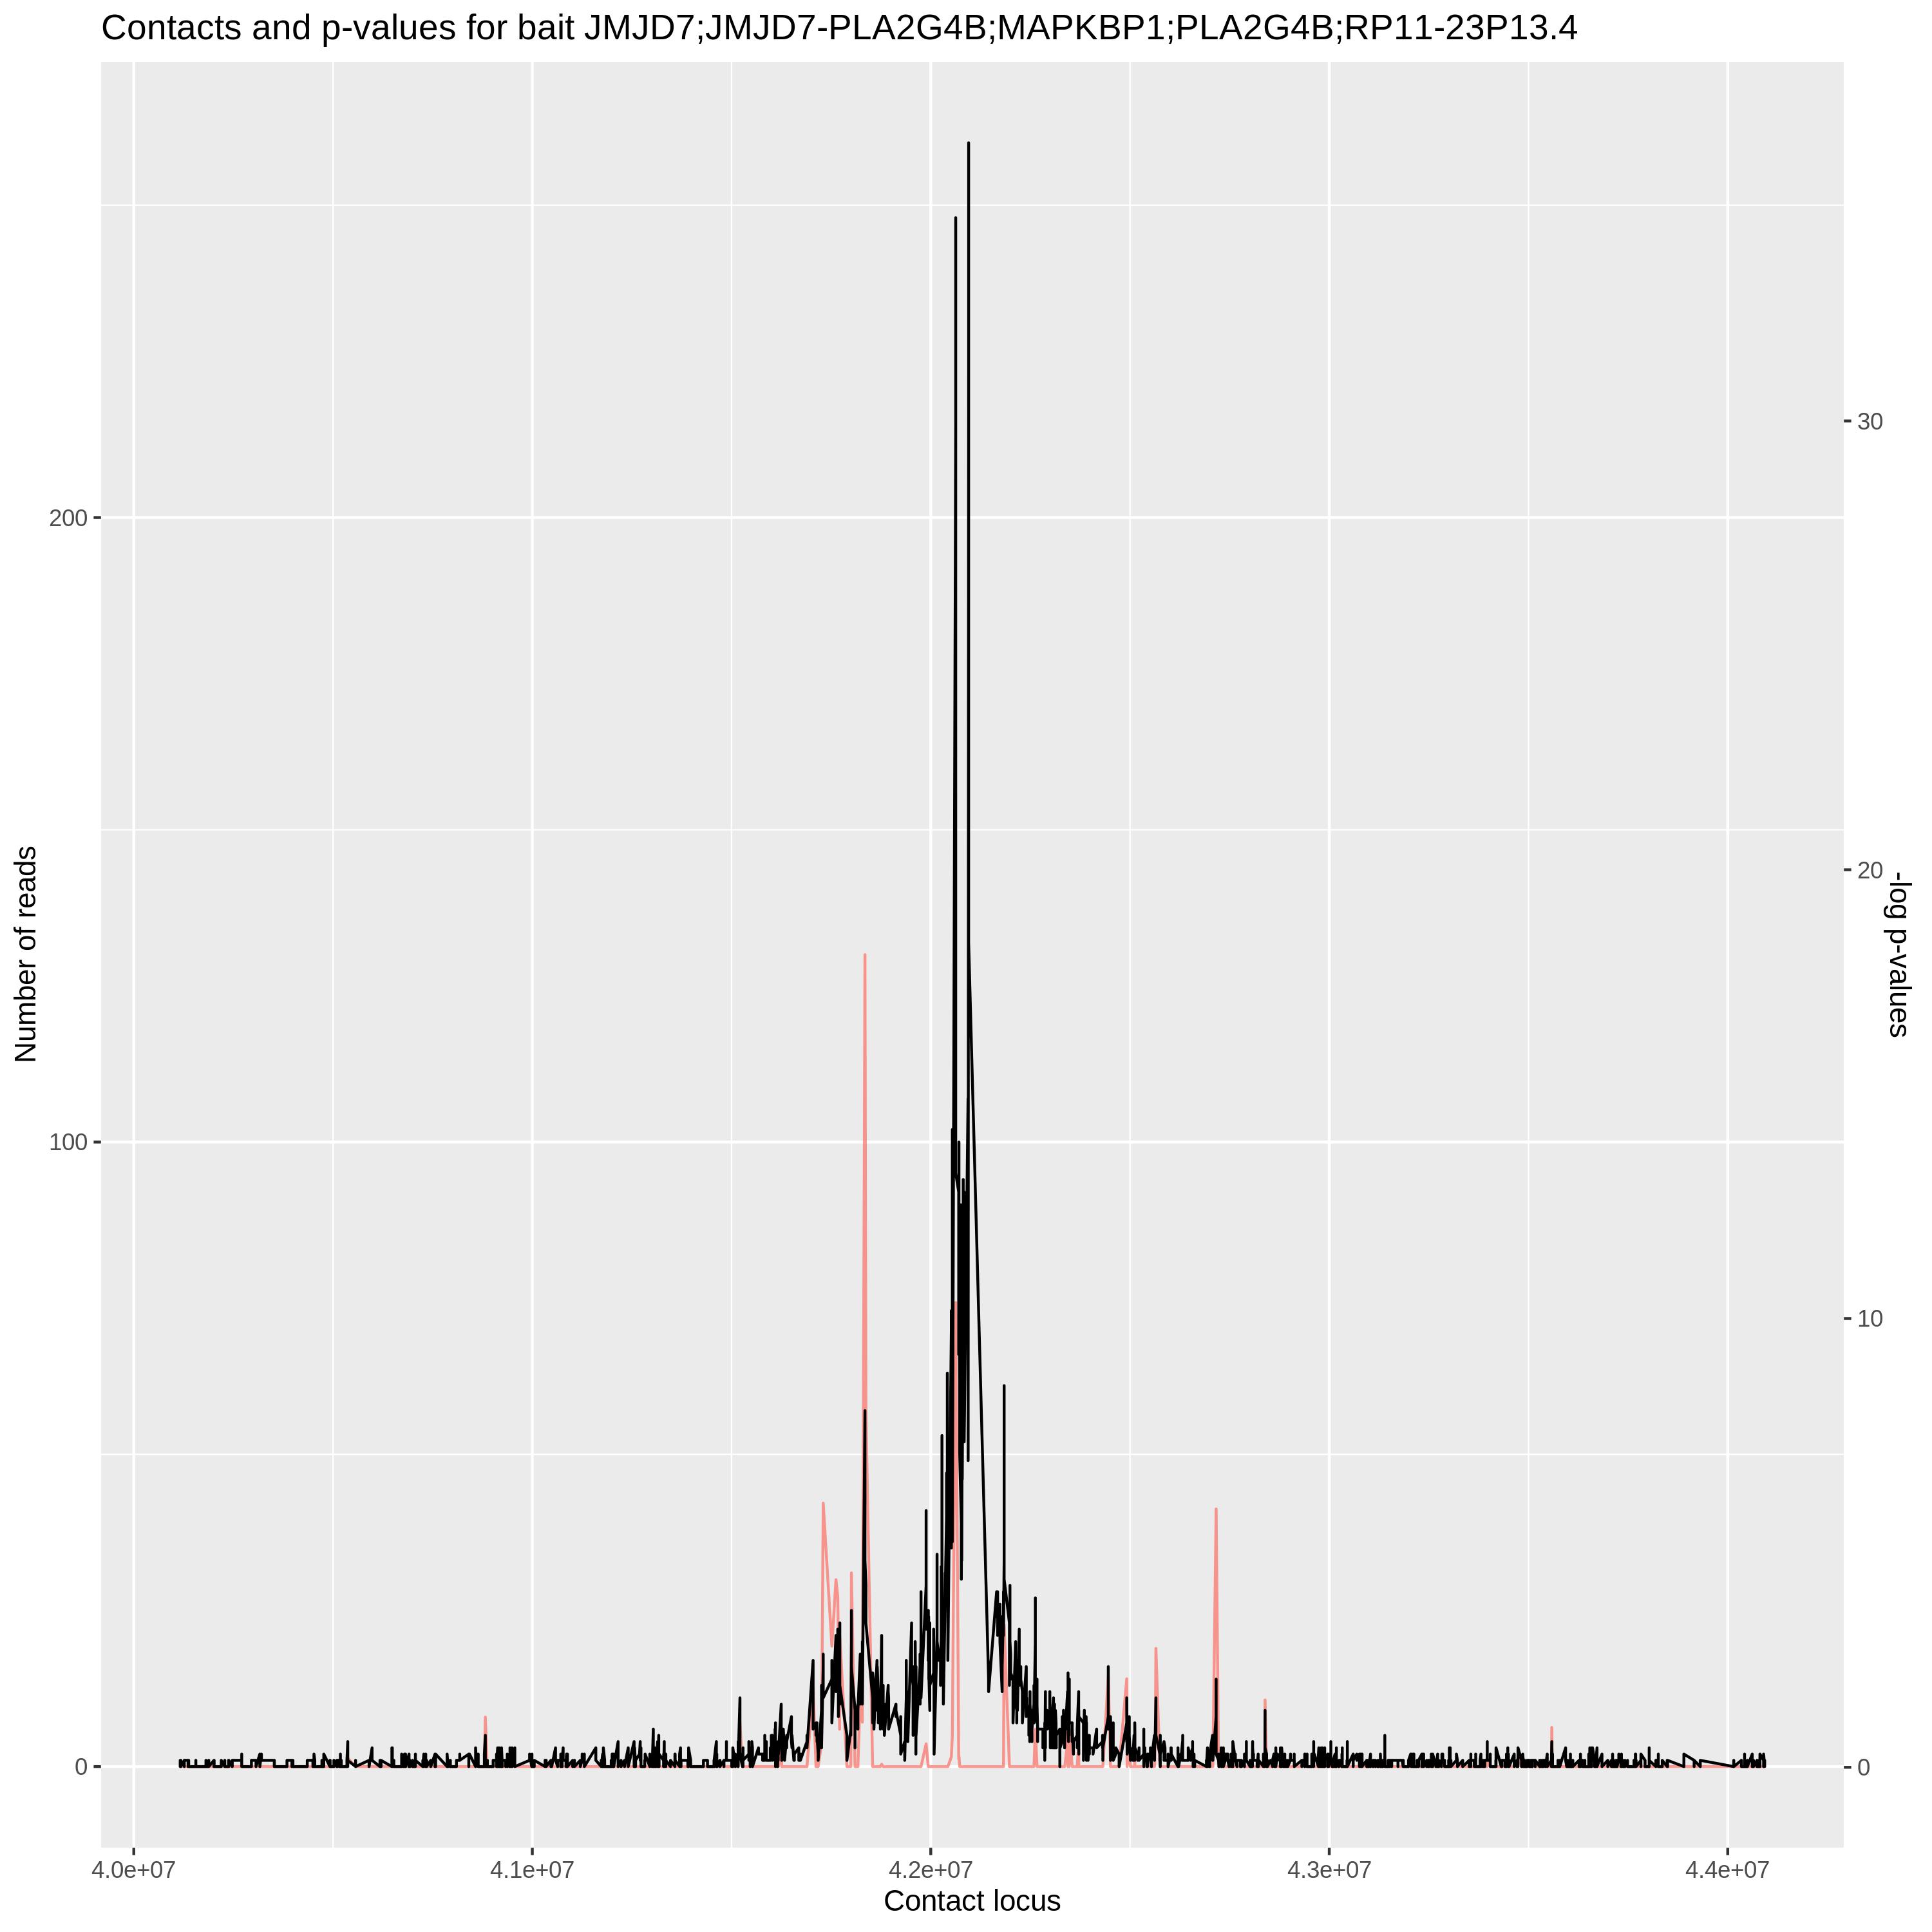 Contacts and p-values for bait JMJD7;JMJD7-PLA2G4B;MAPKBP1;PLA2G4B;RP11-23P13.4
Number of reads
200
100
0
30
20
10
0
-log p-values
4.0e+07 4.1e+07 4.2e+07 4.3e+07 4.4e+07
Contact locus